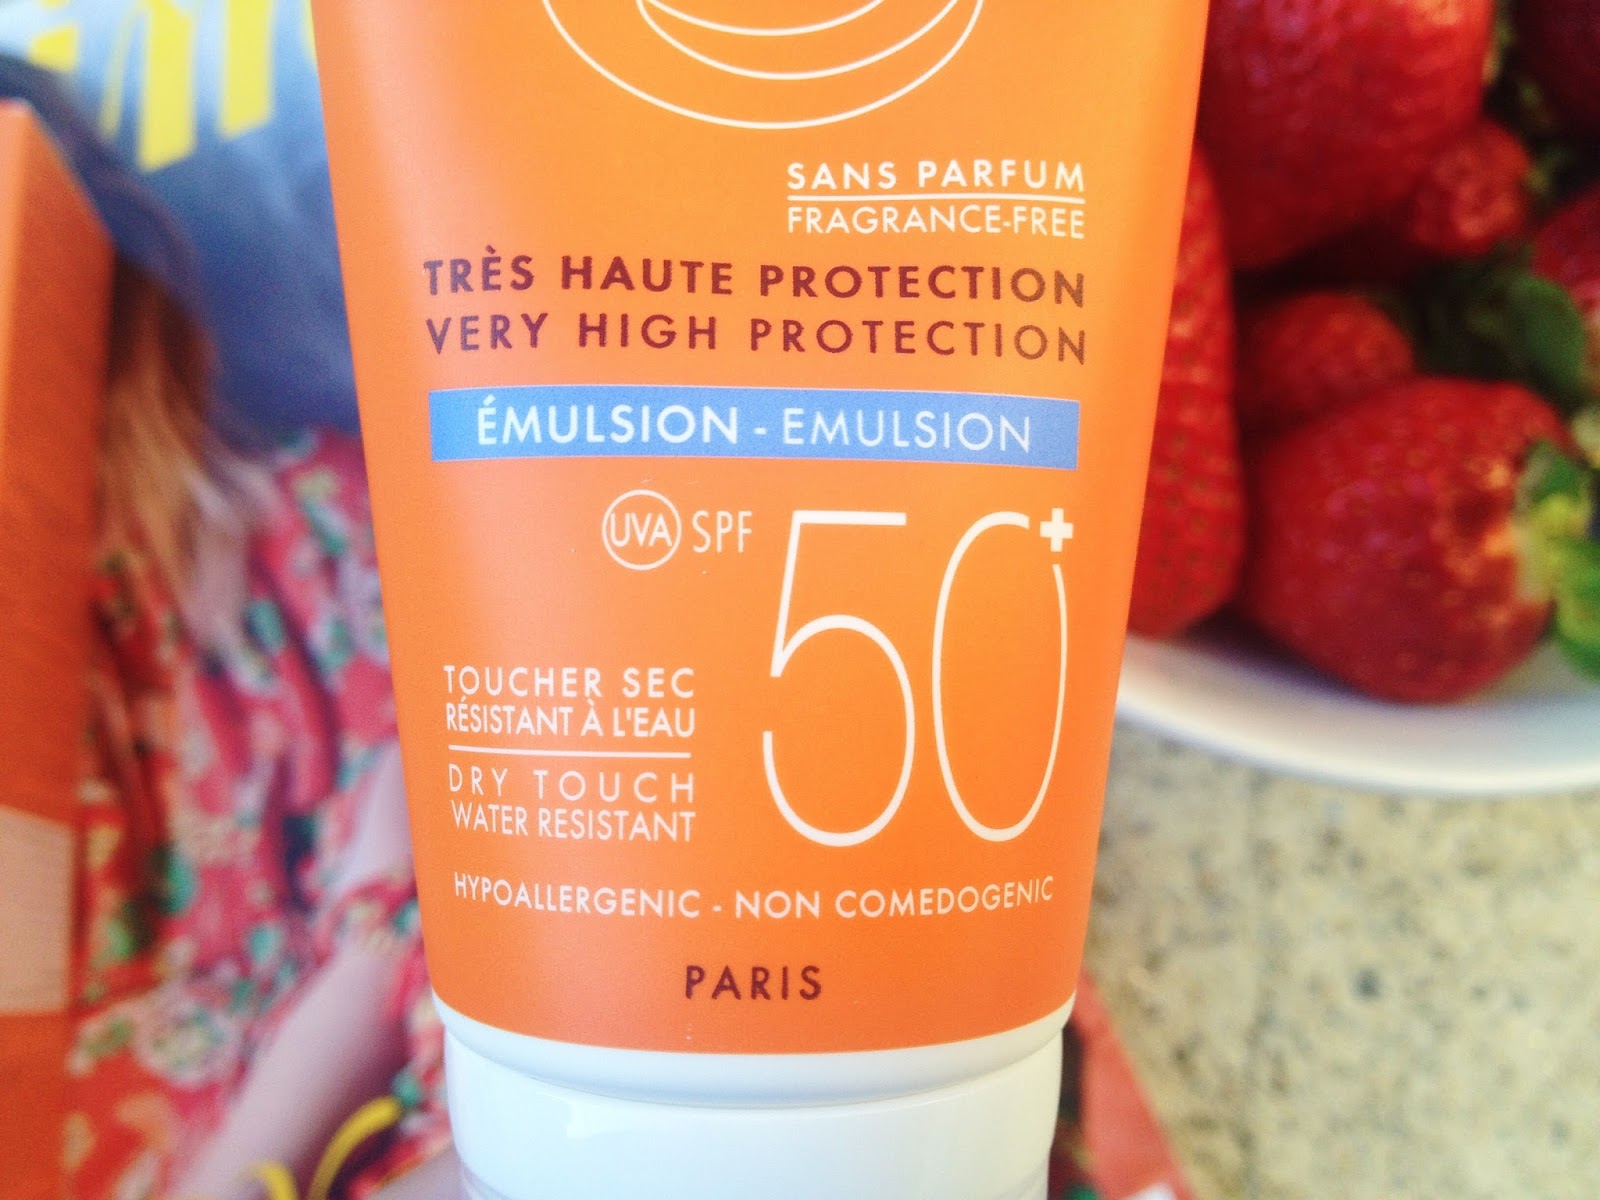 SANS PARFUM
FRAGRANCE-FREE
TRÈS HAUTE PROTECTION
VERY HIGH PROTECTION
ÉMULSION - EMULSION
UVA SPF 50+
TOUCHER SEC
RÉSISTANT À L'EAU
DRY TOUCH
WATER RESISTANT
HYPOALLERGENIC - NON COMEDOGENIC
PARIS